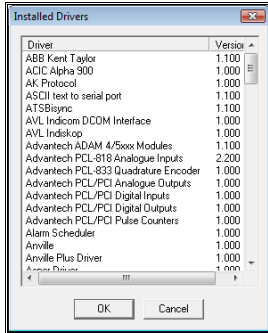 Installed Drivers
Driver Version
ABB Kent Taylor 1.100
ACIC Alpha 900 1.000
AK Protocol 1.000
ASCII text to serial port 1.100
ATSBisync 1.100
AVL Indicom DCOM Interface 1.000
AVL Indiskop 1.000
Advantech ADAM 4/5xxx Modules 1.100
Advantech PCL-818 Analogue Inputs 2.200
Advantech PCL-833 Quadrature Encoder 1.000
Advantech PCL/PCI Analogue Outputs 1.000
Advantech PCL/PCI Digital Inputs 1.000
Advantech PCL/PCI Digital Outputs 1.000
Advantech PCL/PCI Pulse Counters 1.000
Alarm Scheduler 1.000
Anville 1.000
Anville Plus Driver 1.000
1.000
OK Cancel